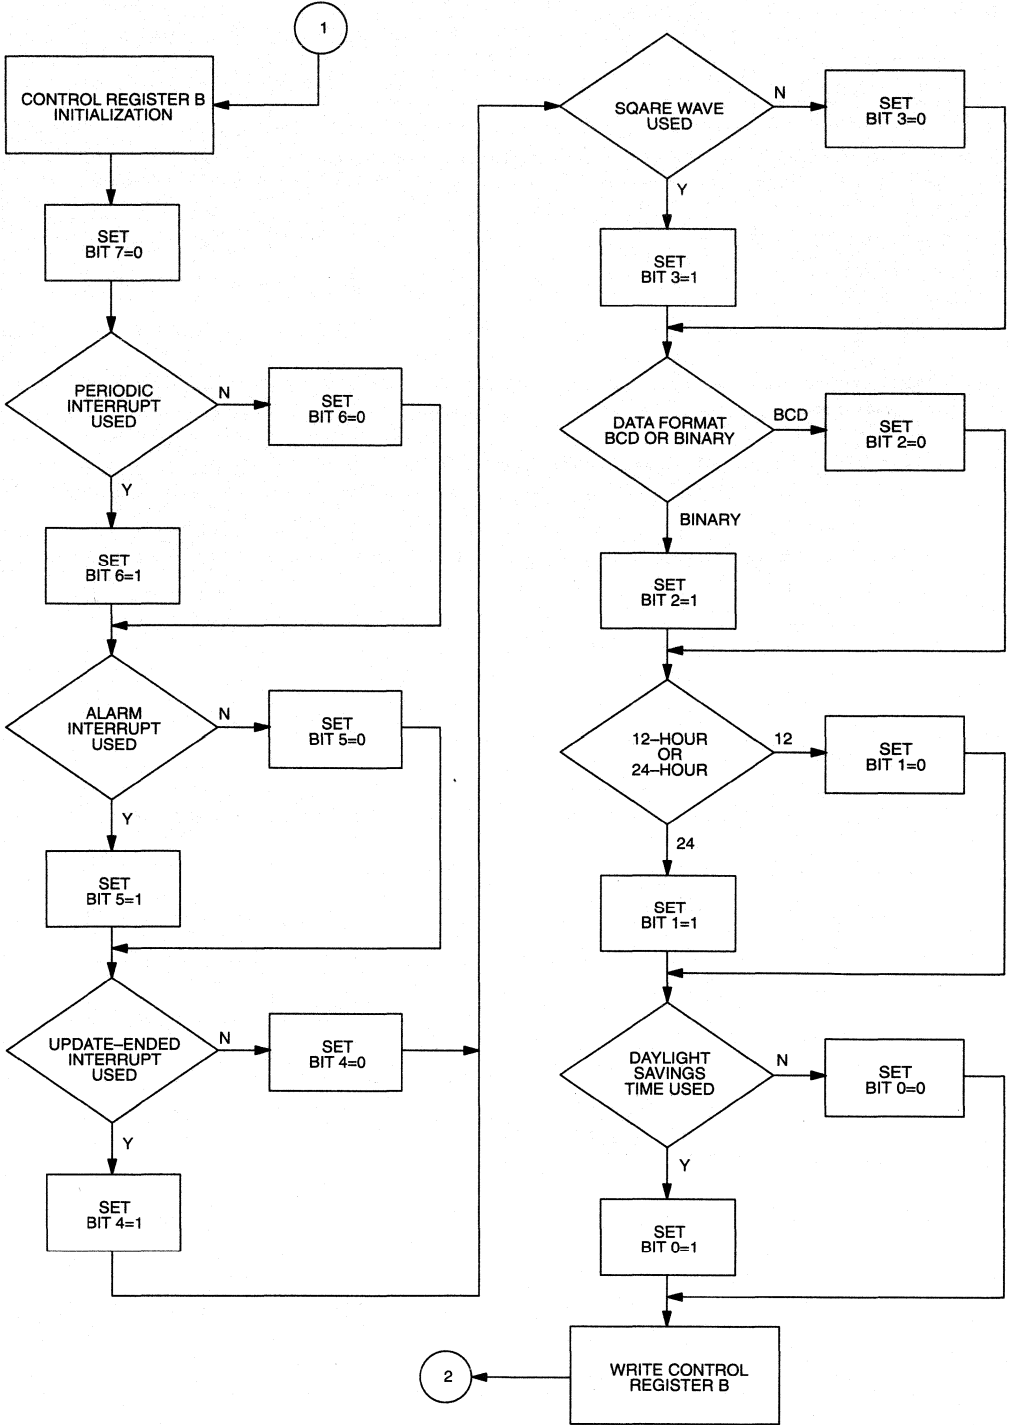 1
CONTROL REGISTER B
INITIALIZATION
SET
BIT 7=0
PERIODIC
INTERRUPT
USED
N
SET
BIT 6=0
Y
SET
BIT 6=1
ALARM
INTERRUPT
USED
N
SET
BIT 5=0
Y
SET
BIT 5=1
UPDATE–ENDED
INTERRUPT
USED
N
SET
BIT 4=0
Y
SET
BIT 4=1
SQARE WAVE
USED
N
SET
BIT 3=0
Y
SET
BIT 3=1
DATA FORMAT
BCD OR BINARY
BCD
SET
BIT 2=0
BINARY
SET
BIT 2=1
12–HOUR
OR
24–HOUR
12
SET
BIT 1=0
24
SET
BIT 1=1
DAYLIGHT
SAVINGS
TIME USED
N
SET
BIT 0=0
Y
SET
BIT 0=1
WRITE CONTROL
REGISTER B
2